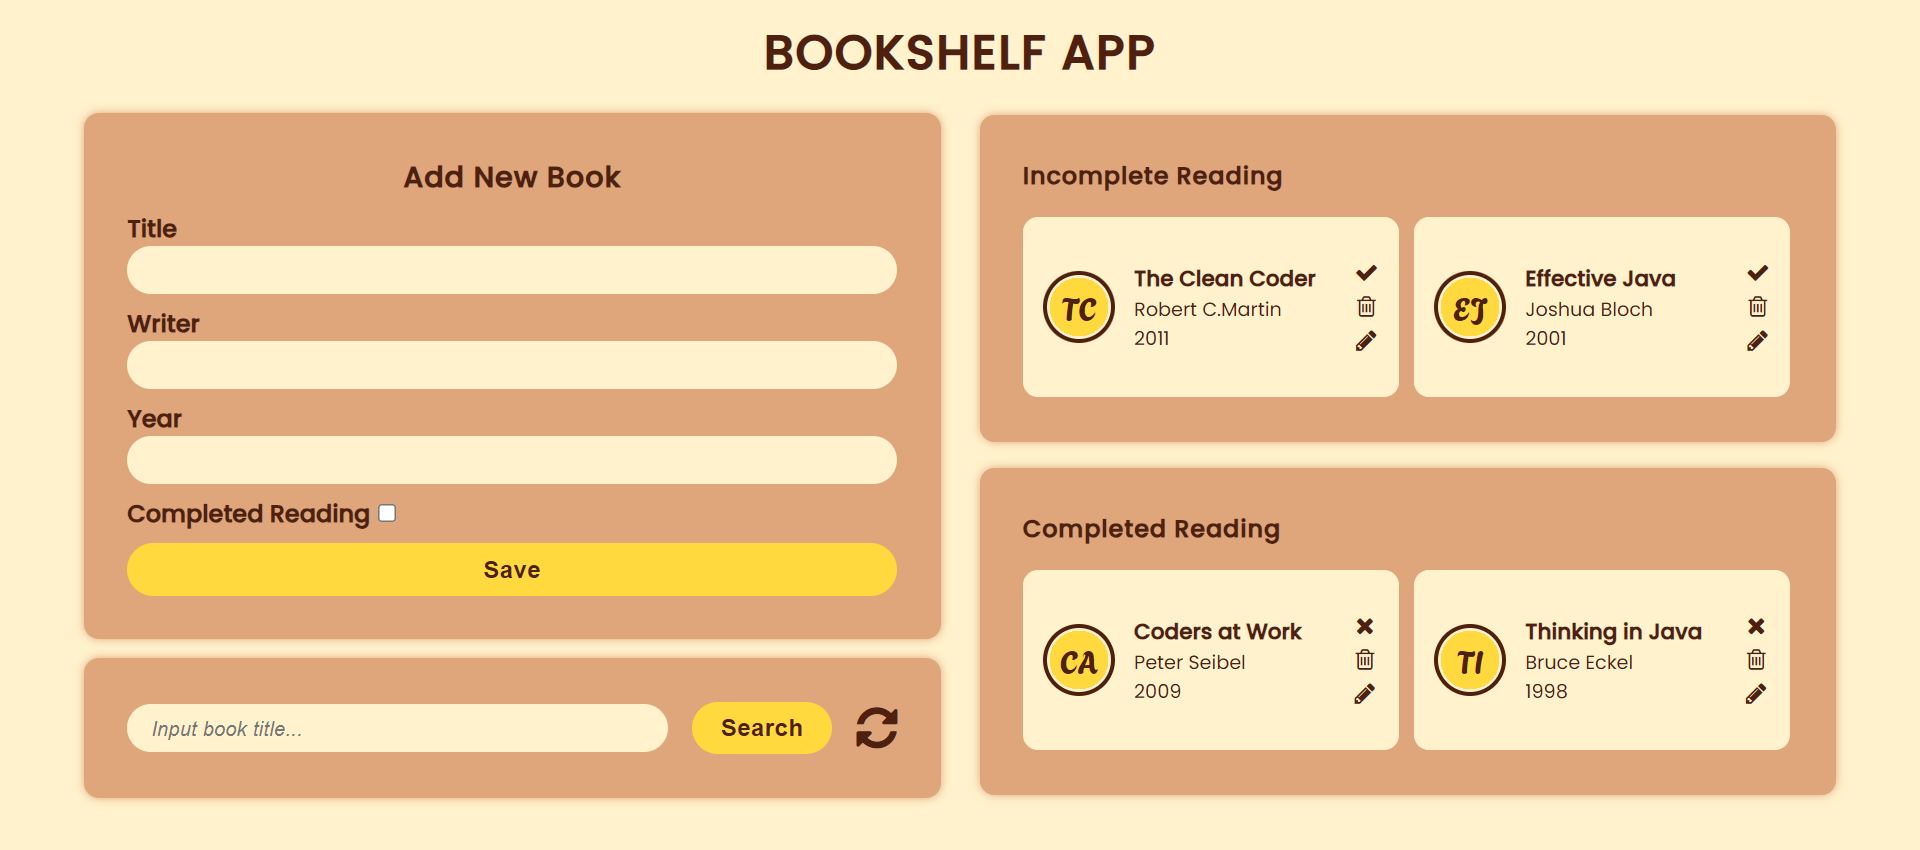 BOOKSHELF APP
Add New Book
Title
Writer
Year
Completed Reading
Save
Input book title...
Search
Incomplete Reading
TC
The Clean Coder
Robert C.Martin
2011
EJ
Effective Java
Joshua Bloch
2001
Completed Reading
CA
Coders at Work
Peter Seibel
2009
TI
Thinking in Java
Bruce Eckel
1998